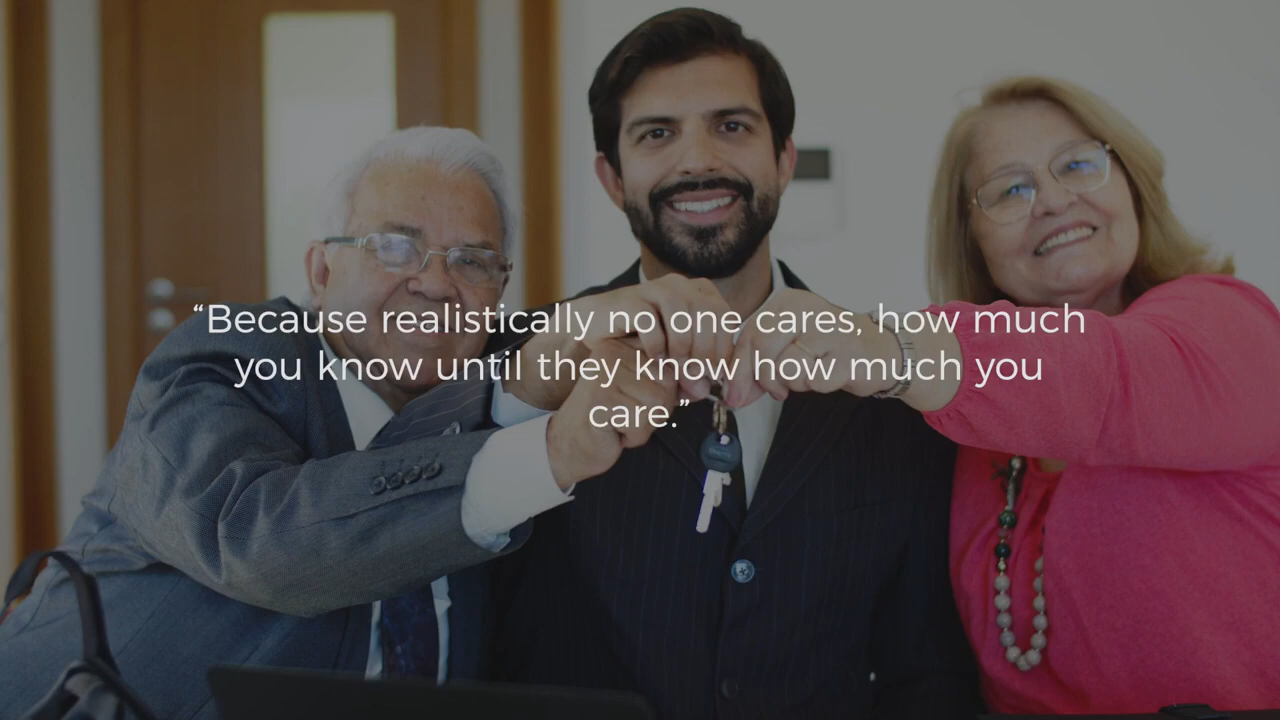 “Because realistically no one cares, how much
you know until they know how much you
care.”